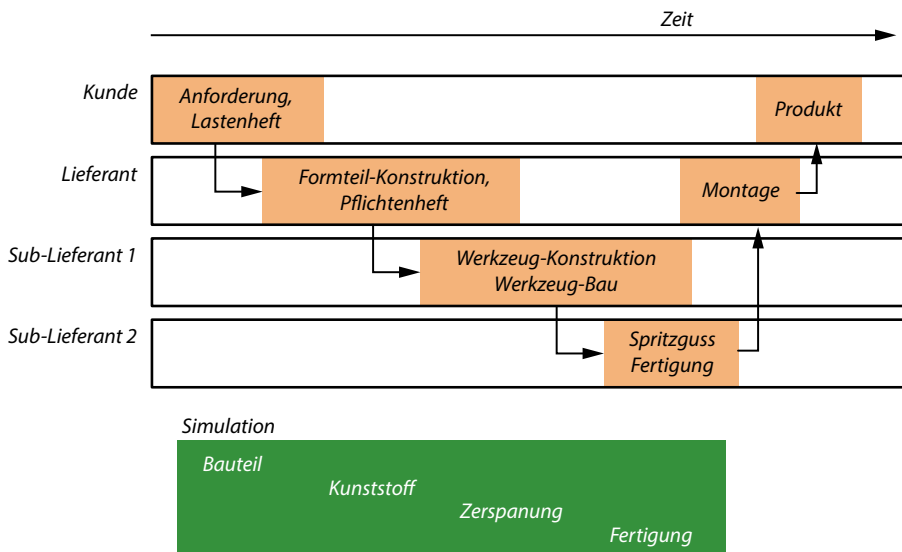 Zeit
Kunde
Anforderung,
Lastenheft
Produkt
Lieferant
Formteil-Konstruktion,
Pflichtenheft
Montage
Sub-Lieferant 1
Werkzeug-Konstruktion
Werkzeug-Bau
Sub-Lieferant 2
Spritzguss
Fertigung
Simulation
Bauteil
Kunststoff
Zerspanung
Fertigung